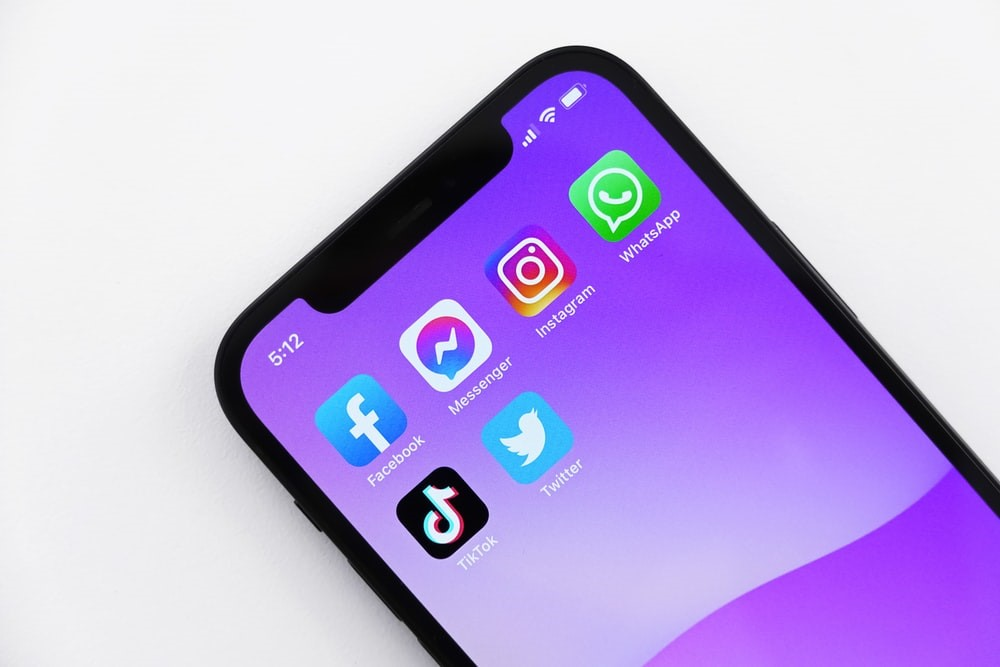 5:12
Facebook
Messenger
Instagram
WhatsApp
TikTok
Twitter